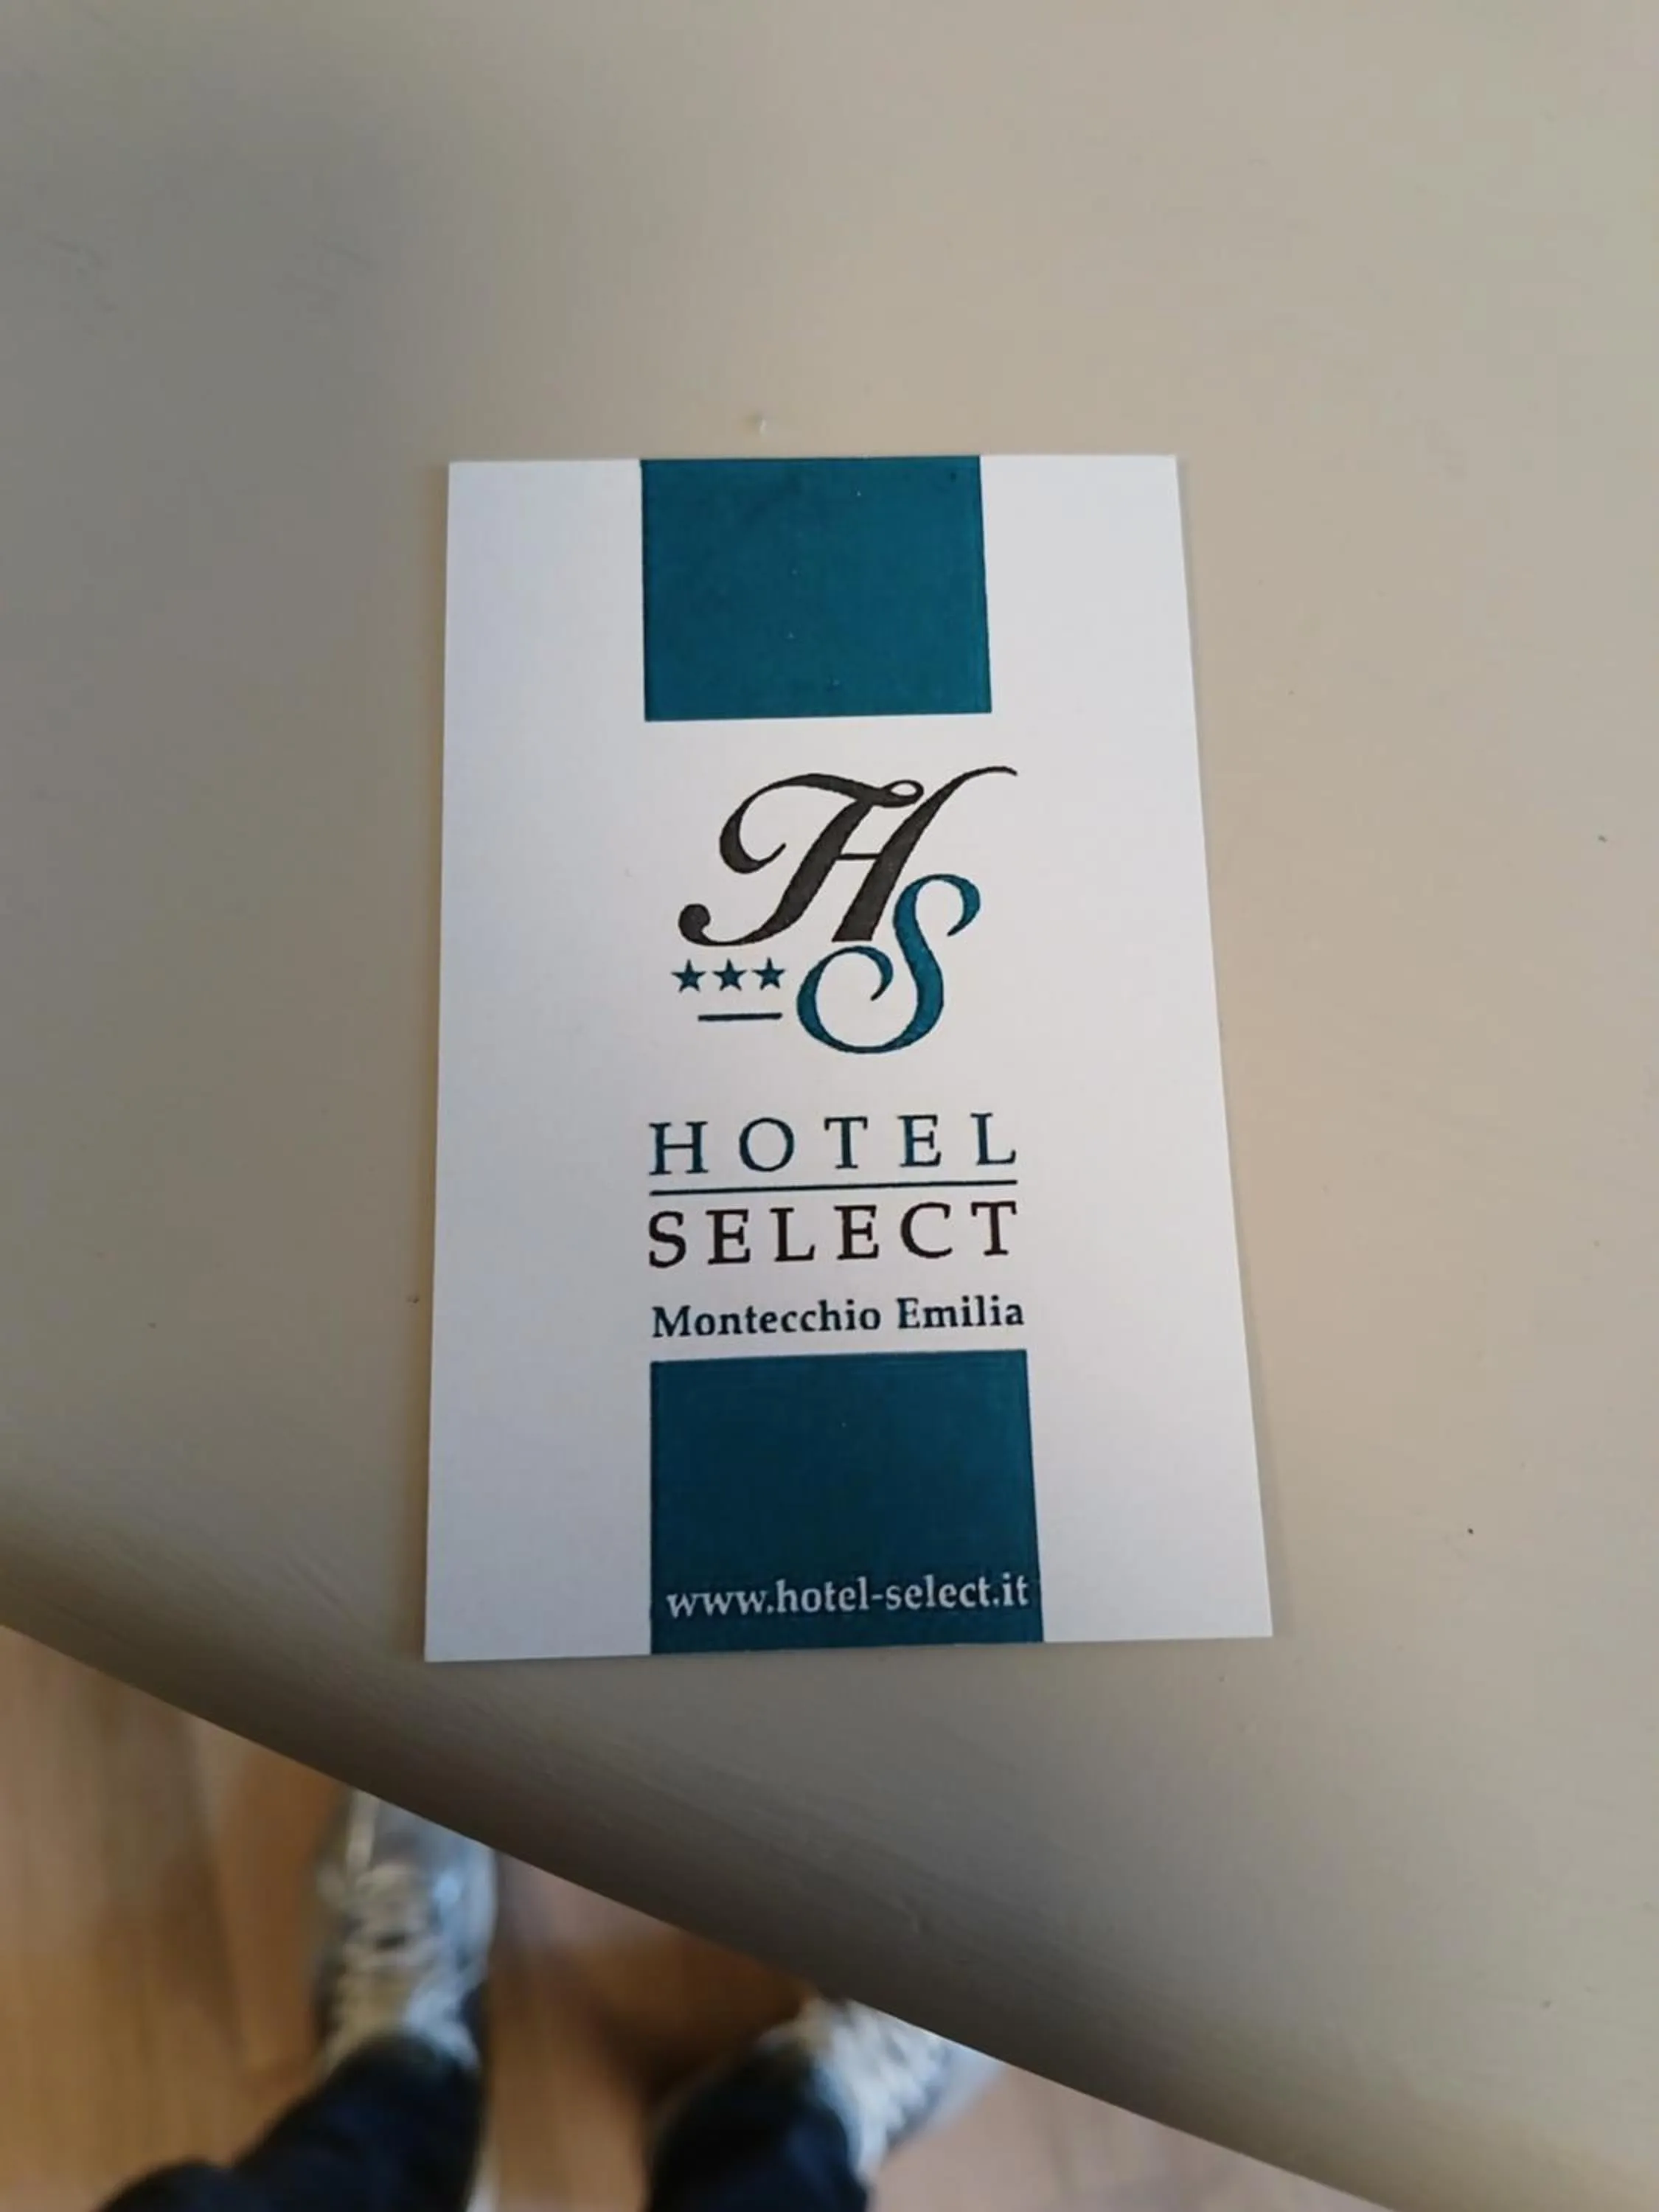 HS
★★★
HOTEL
SELECT
Montecchio Emilia
www.hotel-select.it